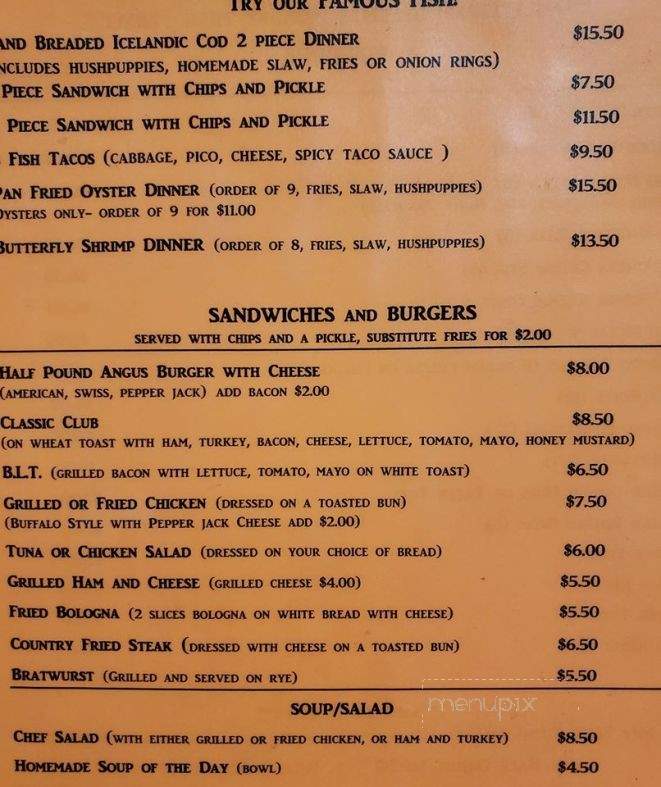 TRY OUR FAMOUS FISH!
AND BREADED ICELANDIC COD 2 PIECE DINNER $15.50
NCLUDES HUSHPUPPIES, HOMEMADE SLAW, FRIES OR ONION RINGS)
PIECE SANDWICH WITH CHIPS AND PICKLE $7.50
PIECE SANDWICH WITH CHIPS AND PICKLE $11.50
FISH TACOS (CABBAGE, PICO, CHEESE, SPICY TACO SAUCE ) $9.50
PAN FRIED OYSTER DINNER (ORDER OF 9, FRIES, SLAW, HUSHPUPPIES) $15.50
OYSTERS ONLY- ORDER OF 9 FOR $11.00
BUTTERFLY SHRIMP DINNER (ORDER OF 8, FRIES, SLAW, HUSHPUPPIES) $13.50
SANDWICHES AND BURGERS
SERVED WITH CHIPS AND A PICKLE, SUBSTITUTE FRIES FOR $2.00
HALF POUND ANGUS BURGER WITH CHEESE $8.00
(AMERICAN, SWISS, PEPPER JACK) ADD BACON $2.00
CLASSIC CLUB $8.50
(ON WHEAT TOAST WITH HAM, TURKEY, BACON, CHEESE, LETTUCE, TOMATO, MAYO, HONEY MUSTARD)
B.L.T. (GRILLED BACON WITH LETTUCE, TOMATO, MAYO ON WHITE TOAST) $6.50
GRILLED OR FRIED CHICKEN (DRESSED ON A TOASTED BUN) $7.50
(BUFFALO STYLE WITH PEPPER JACK CHEESE ADD $2.00)
TUNA OR CHICKEN SALAD (DRESSED ON YOUR CHOICE OF BREAD) $6.00
GRILLED HAM AND CHEESE (GRILLED CHEESE $4.00) $5.50
FRIED BOLOGNA (2 SLICES BOLOGNA ON WHITE BREAD WITH CHEESE) $5.50
COUNTRY FRIED STEAK (DRESSED WITH CHEESE ON A TOASTED BUN) $6.50
BRATWURST (GRILLED AND SERVED ON RYE) $5.50
menupix
SOUP/SALAD
CHEF SALAD (WITH EITHER GRILLED OR FRIED CHICKEN, OR HAM AND TURKEY) $8.50
HOMEMADE SOUP OF THE DAY (BOWL) $4.50